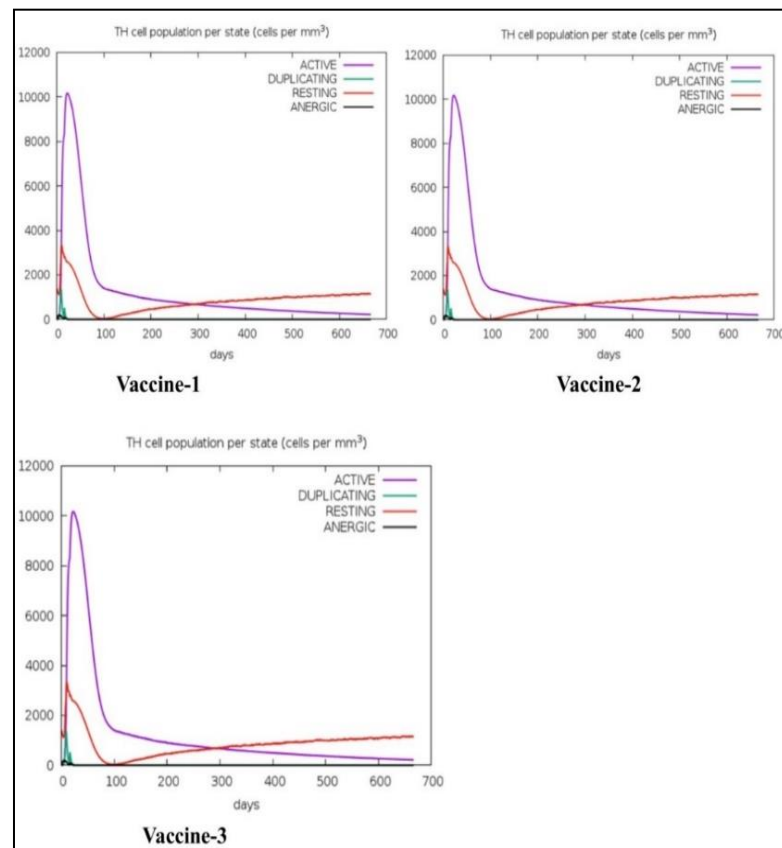 TH cell population per state (cells per mm³)
12000
10000
8000
6000
4000
2000
0
ACTIVE
DUPLICATING
RESTING
ANERGIC
0 100 200 300 400 500 600 700
days
Vaccine-1
TH cell population per state (cells per mm³)
12000
10000
8000
6000
4000
2000
0
ACTIVE
DUPLICATING
RESTING
ANERGIC
0 100 200 300 400 500 600 700
days
Vaccine-2
TH cell population per state (cells per mm³)
12000
10000
8000
6000
4000
2000
0
ACTIVE
DUPLICATING
RESTING
ANERGIC
0 100 200 300 400 500 600 700
days
Vaccine-3